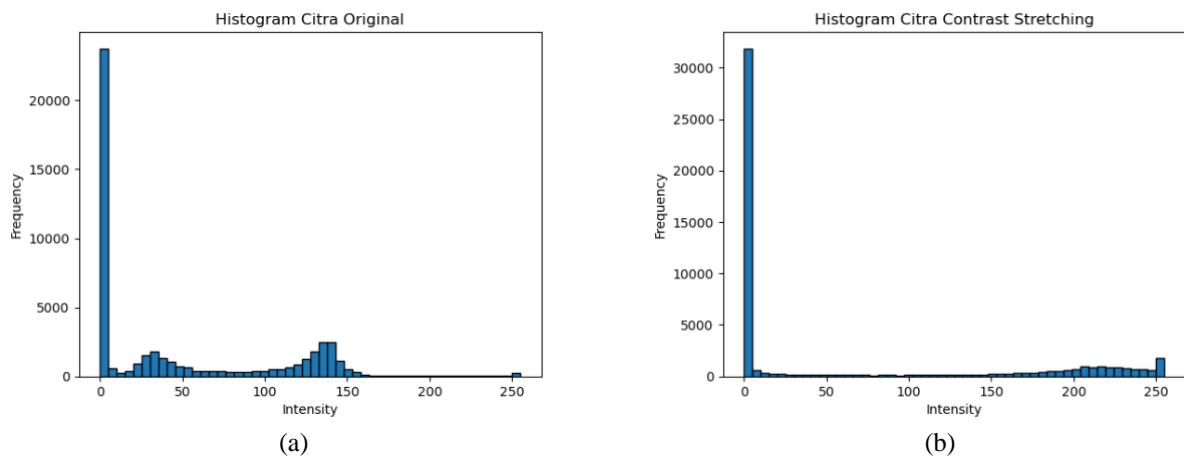 Histogram Citra Original
20000
15000
10000
5000
0
Frequency
0 50 100 150 200 250
Intensity
(a)
Histogram Citra Contrast Stretching
30000
25000
20000
15000
10000
5000
0
Frequency
0 50 100 150 200 250
Intensity
(b)